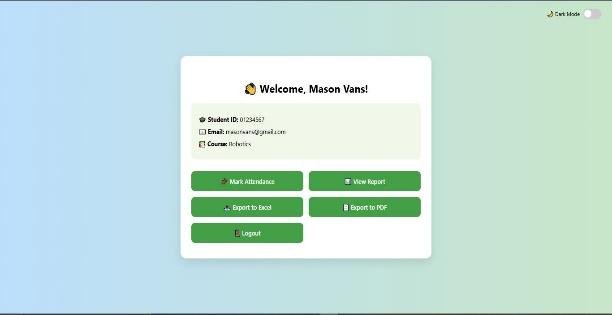 🌙 Dark Mode
👋 Welcome, Mason Vans!
🎓 Student ID: 01234567
📧 Email: masonvans@gmail.com
📚 Course: Robotics
Mark Attendance
📊 View Report
Export to Excel
📄 Export to PDF
🚪 Logout